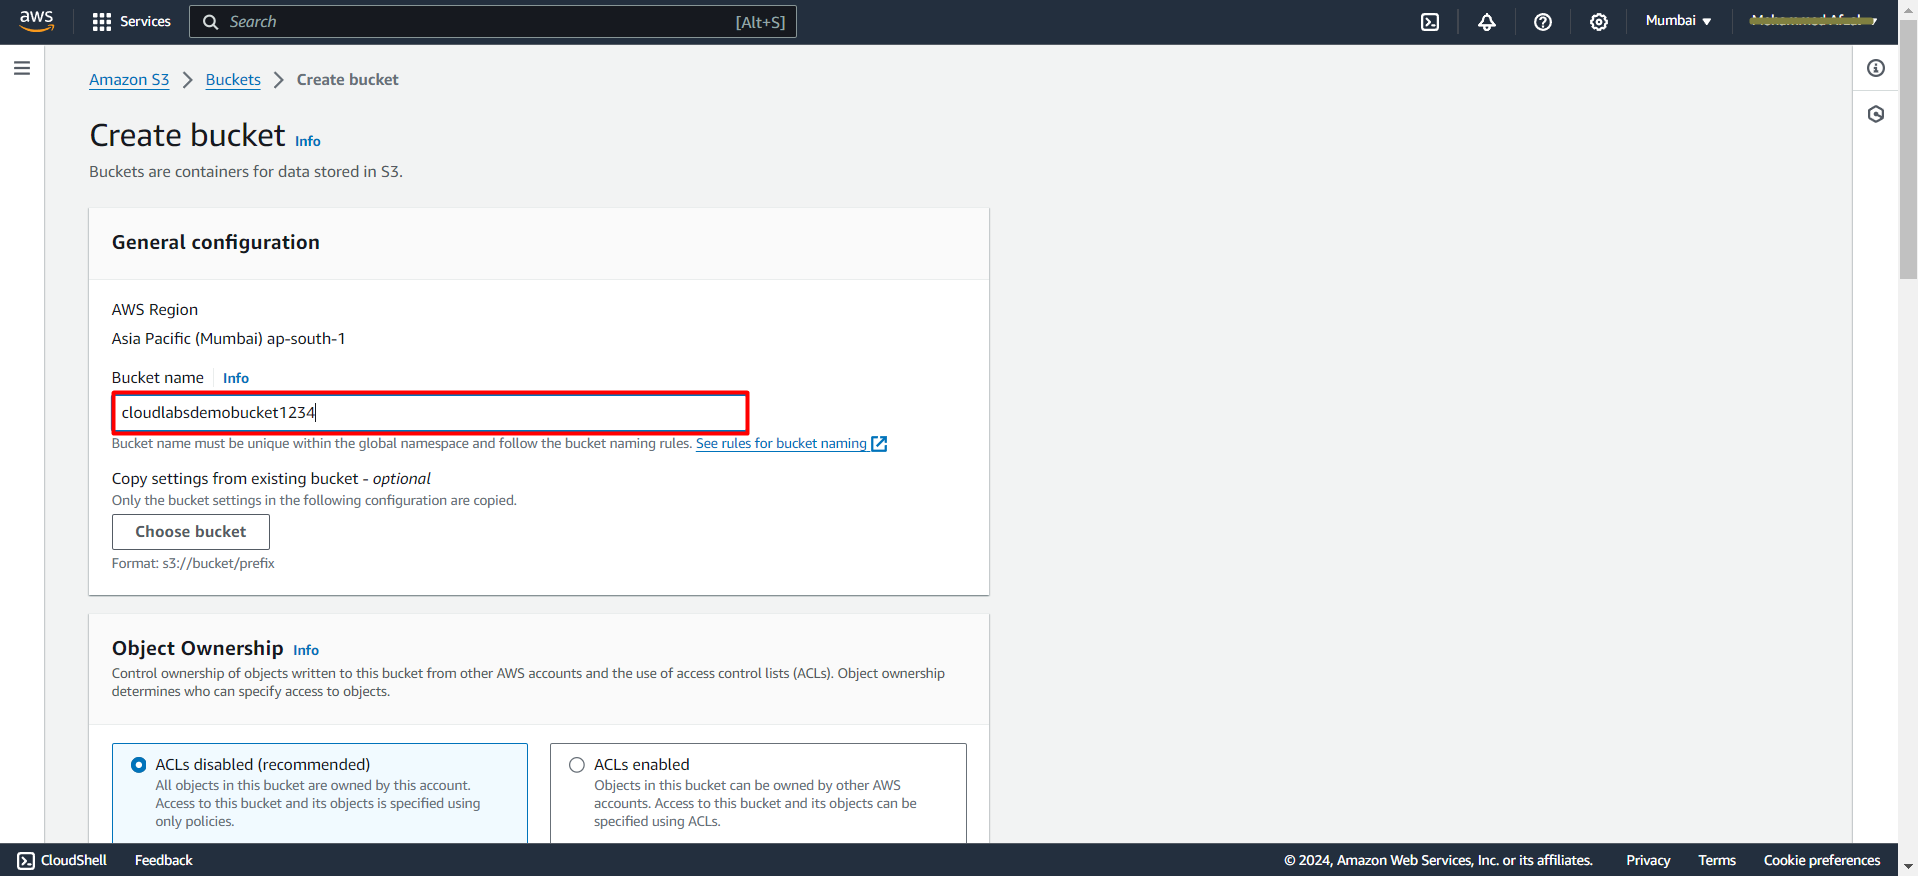 aws
Services
Search
[Alt+S]
Mumbai
Amazon S3
Buckets
Create bucket
Create bucket Info
Buckets are containers for data stored in S3.
General configuration
AWS Region
Asia Pacific (Mumbai) ap-south-1
Bucket name Info
cloudlabsdemobucket1234
Bucket name must be unique within the global namespace and follow the bucket naming rules. See rules for bucket naming
Copy settings from existing bucket - optional
Only the bucket settings in the following configuration are copied.
Choose bucket
Format: s3://bucket/prefix
Object Ownership Info
Control ownership of objects written to this bucket from other AWS accounts and the use of access control lists (ACLs). Object ownership
determines who can specify access to objects.
ACLs disabled (recommended)
All objects in this bucket are owned by this account.
Access to this bucket and its objects is specified using
only policies.
ACLs enabled
Objects in this bucket can be owned by other AWS
accounts. Access to this bucket and its objects can be
specified using ACLs.
CloudShell
Feedback
© 2024, Amazon Web Services, Inc. or its affiliates.
Privacy
Terms
Cookie preferences